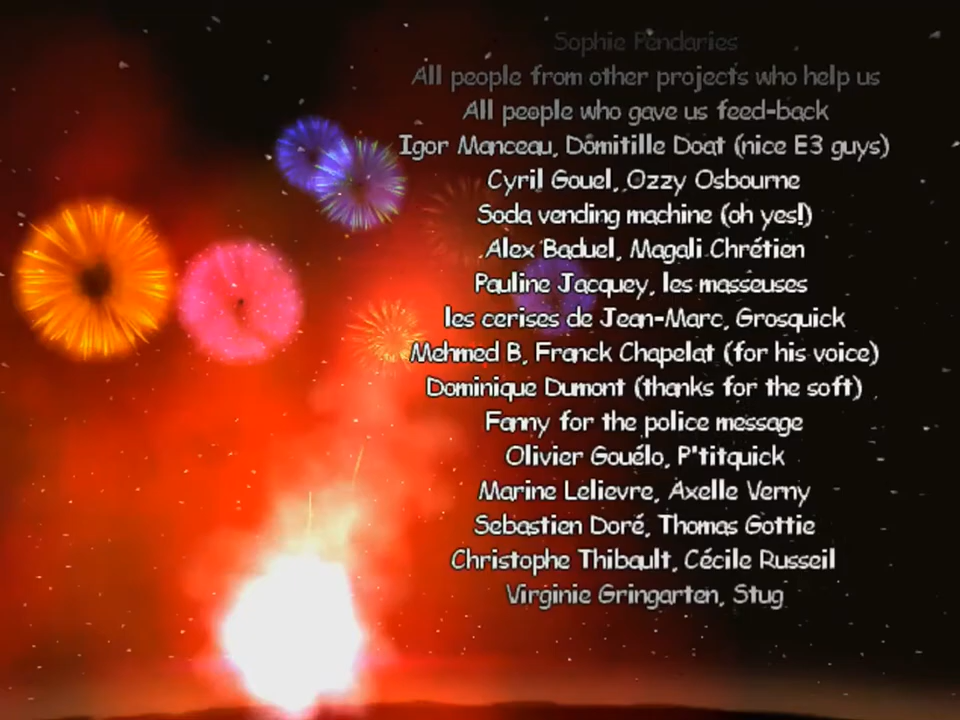 Sophie Pendaries
All people from other projects who help us
All people who gave us feed-back
Igor Manceau, Domitille Doat (nice E3 guys)
Cyril Gouel, Ozzy Osbourne
Soda vending machine (oh yes!)
Alex Baduel, Magali Chrétien
Pauline Jacquey, les masseuses
les cerises de Jean-Marc, Grosquick
Mehmed B, Franck Chapelat (for his voice)
Dominique Dumont (thanks for the soft)
Fanny for the police message
Olivier Gouélo, P'titquick
Marine Lelievre, Axelle Verny
Sebastien Doré, Thomas Gottie
Christophe Thibault, Cécile Russeil
Virginie Gringarten, Stug